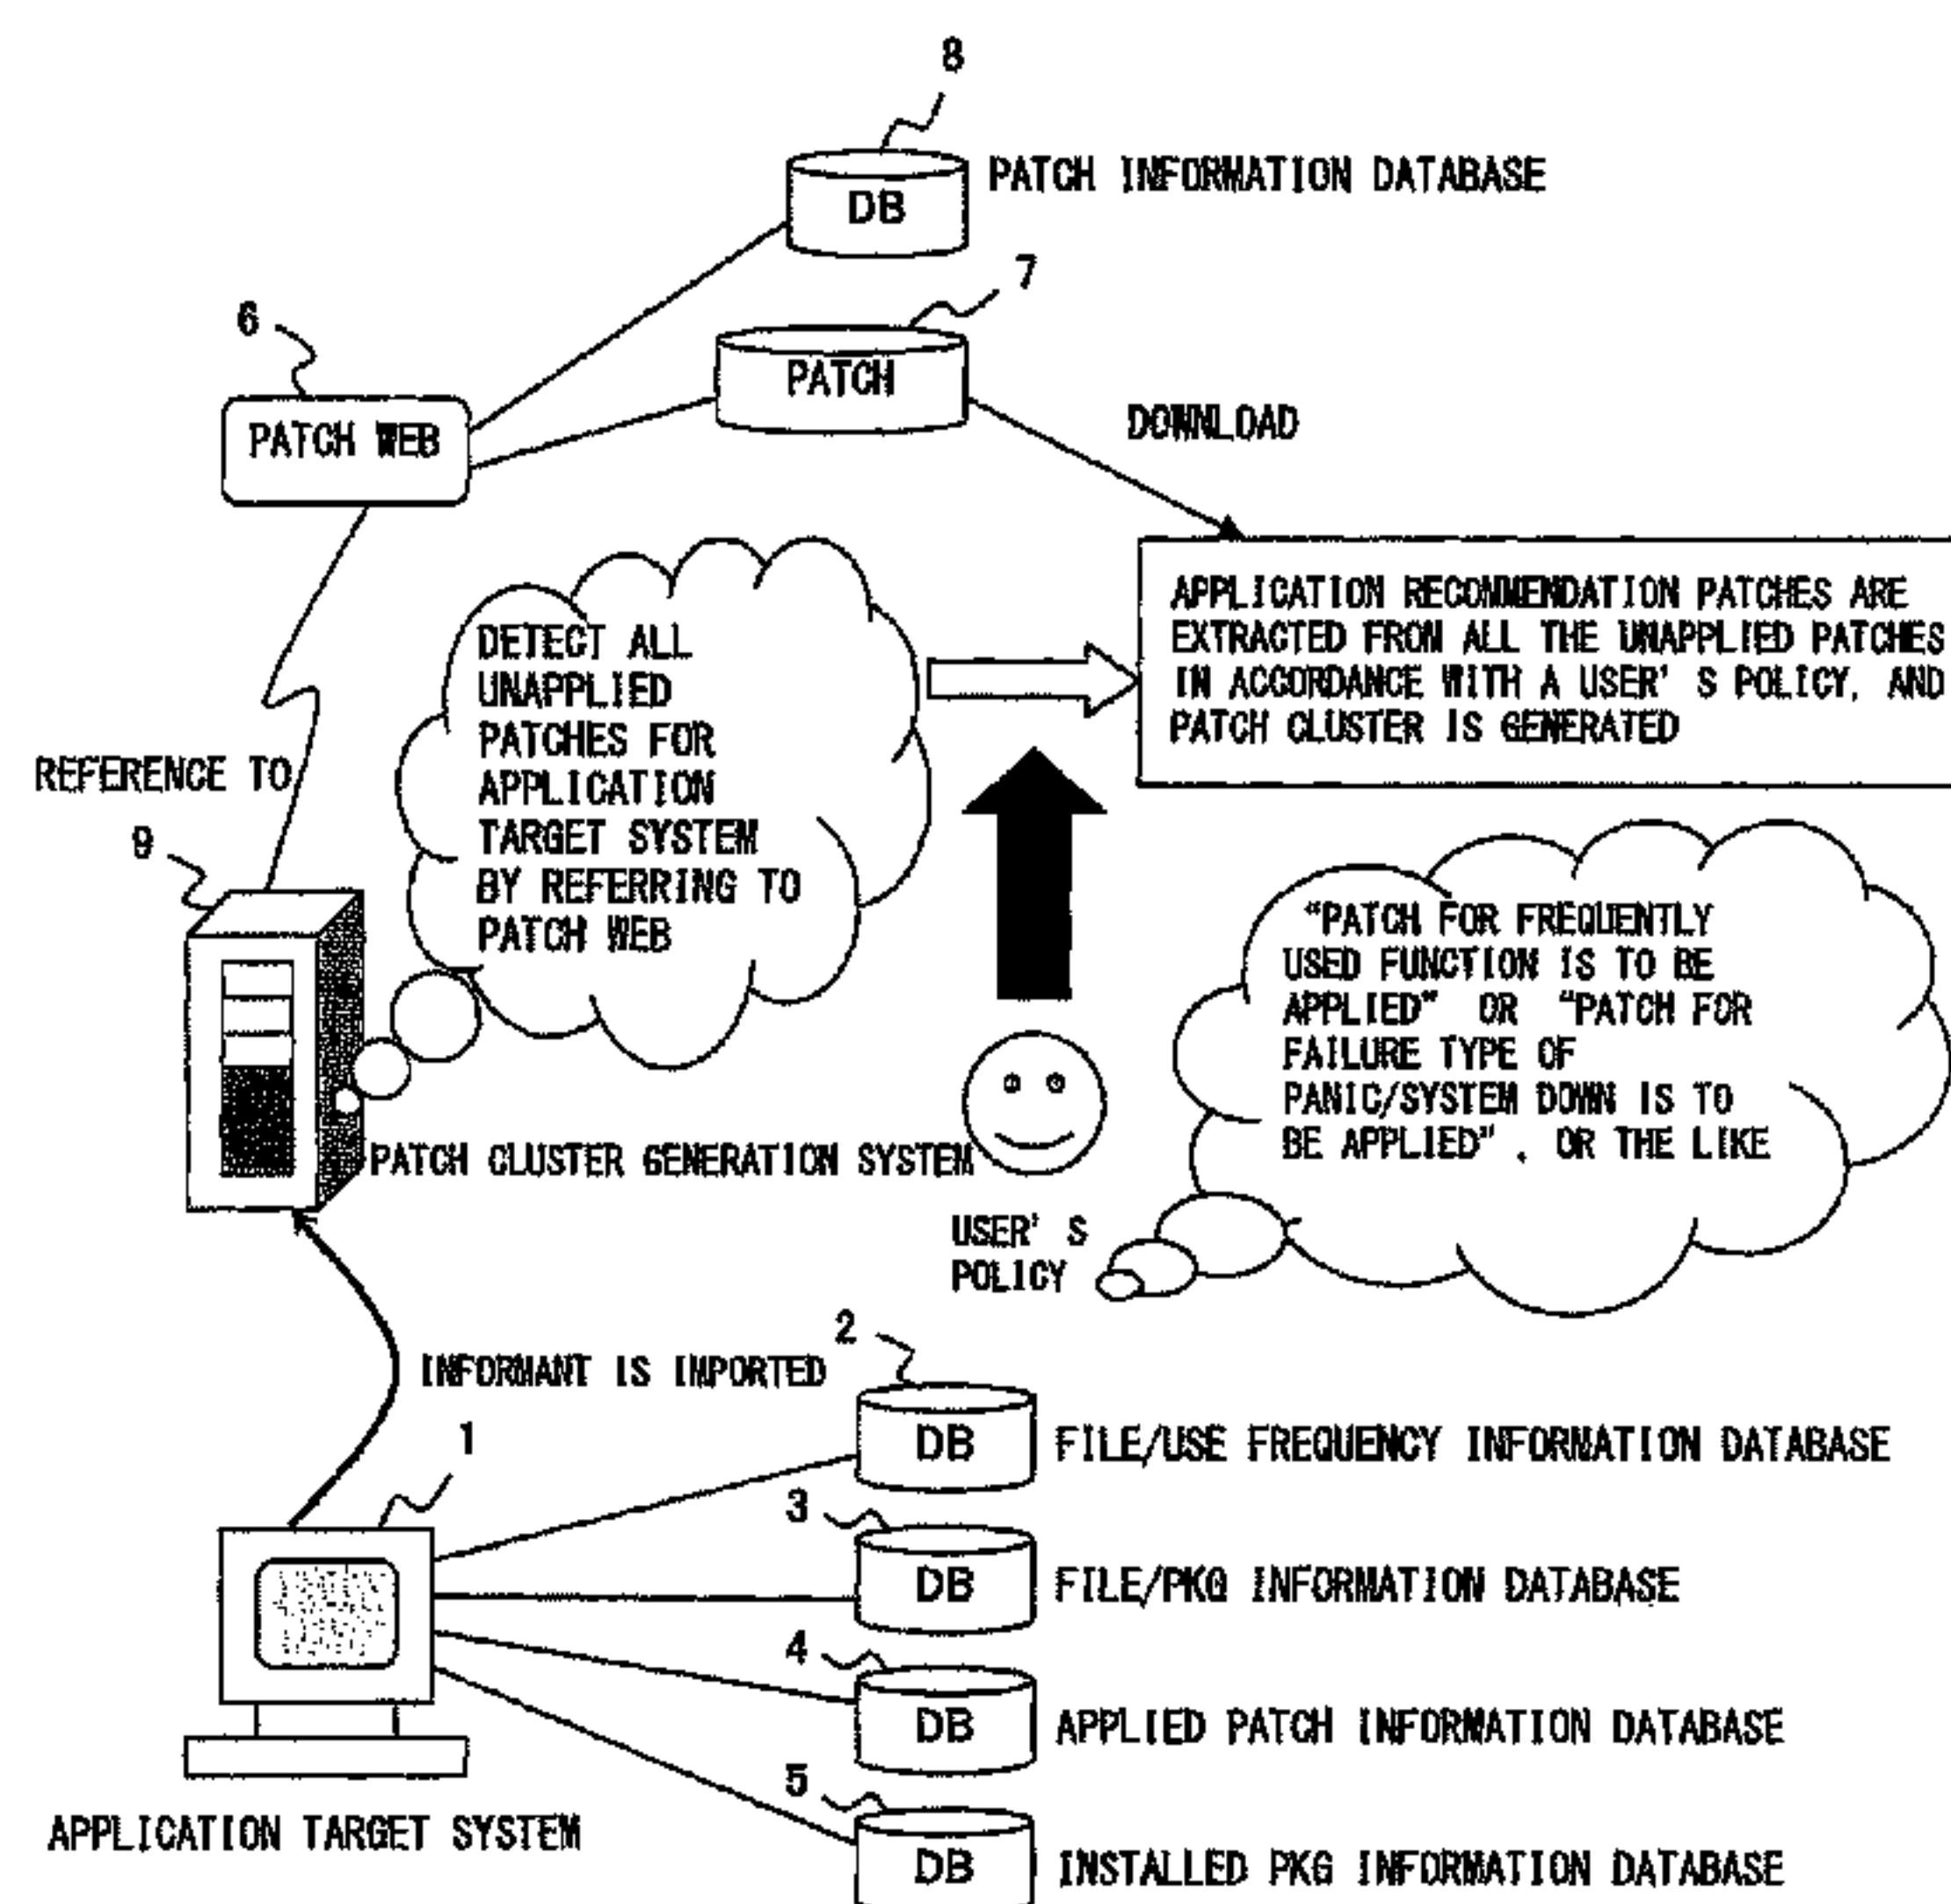 8
DB
PATCH INFORMATION DATABASE
7
PATCH
6
PATCH WEB
DOWNLOAD
APPLICATION RECOMMENDATION PATCHES ARE
EXTRACTED FROM ALL THE UNAPPLIED PATCHES
IN ACCORDANCE WITH A USER'S POLICY, AND
PATCH CLUSTER IS GENERATED
DETECT ALL
UNAPPLIED
PATCHES FOR
APPLICATION
TARGET SYSTEM
BY REFERRING TO
PATCH WEB
REFERENCE TO
9
PATCH CLUSTER GENERATION SYSTEM
"PATCH FOR FREQUENTLY
USED FUNCTION IS TO BE
APPLIED" OR "PATCH FOR
FAILURE TYPE OF
PANIC/SYSTEM DOWN IS TO
BE APPLIED", OR THE LIKE
USER'S
POLICY
INFORMANT IS IMPORTED
1
APPLICATION TARGET SYSTEM
2
DB
FILE/USE FREQUENCY INFORMATION DATABASE
3
DB
FILE/PKG INFORMATION DATABASE
4
DB
APPLIED PATCH INFORMATION DATABASE
5
DB
INSTALLED PKG INFORMATION DATABASE